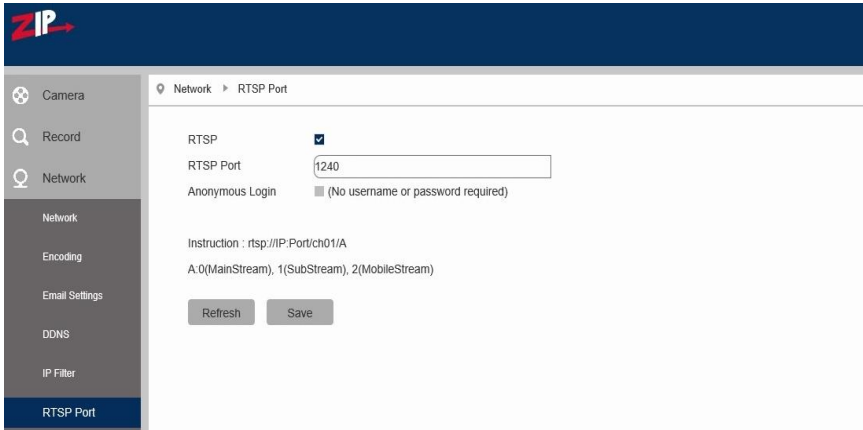 ZIP
Camera
Record
Network
Network
Encoding
Email Settings
DDNS
IP Filter
RTSP Port
Network RTSP Port
RTSP
RTSP Port 1240
Anonymous Login (No username or password required)
Instruction : rtsp://IP:Port/ch01/A
A:0(MainStream), 1(SubStream), 2(MobileStream)
Refresh Save